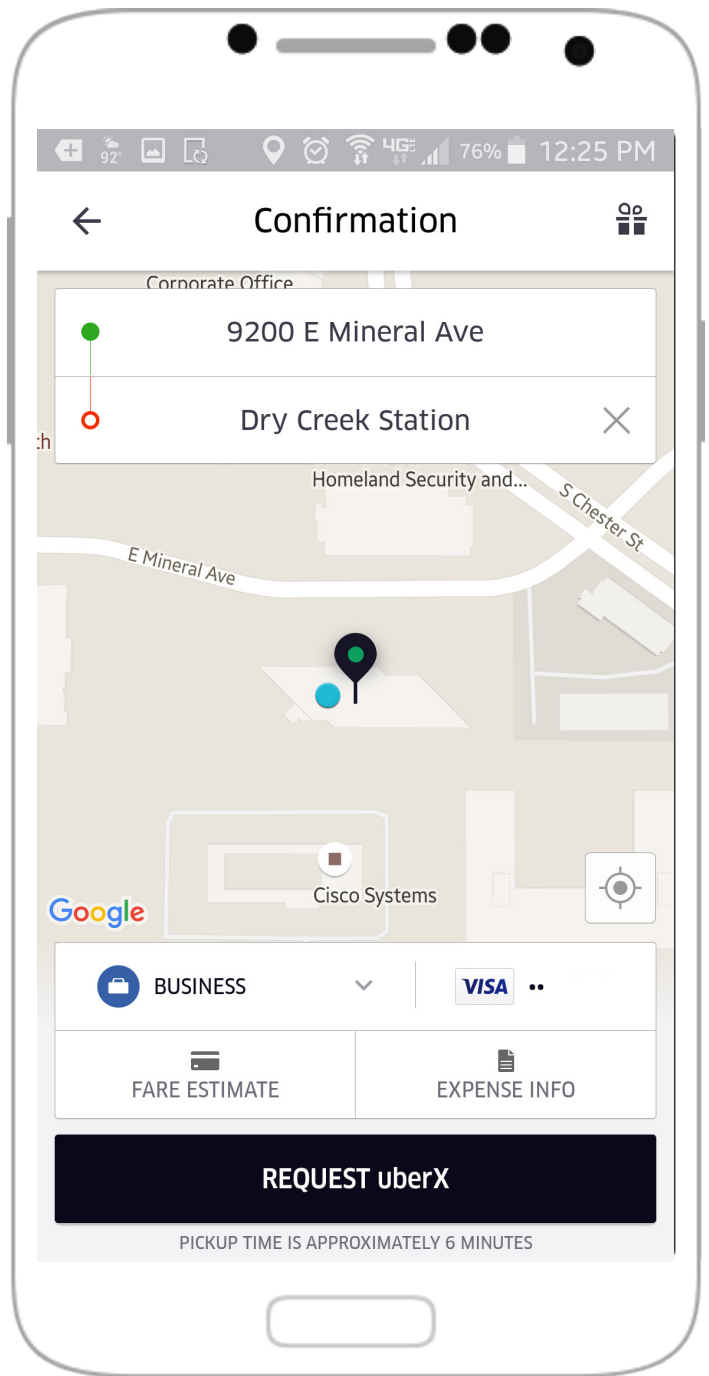 92°
4G LTE
76%
12:25 PM
Confirmation
Corporate Office
9200 E Mineral Ave
Dry Creek Station
:h
Homeland Security and...
S Chester St
E Mineral Ave
Cisco Systems
Google
BUSINESS
VISA ••
FARE ESTIMATE
EXPENSE INFO
REQUEST uberX
PICKUP TIME IS APPROXIMATELY 6 MINUTES